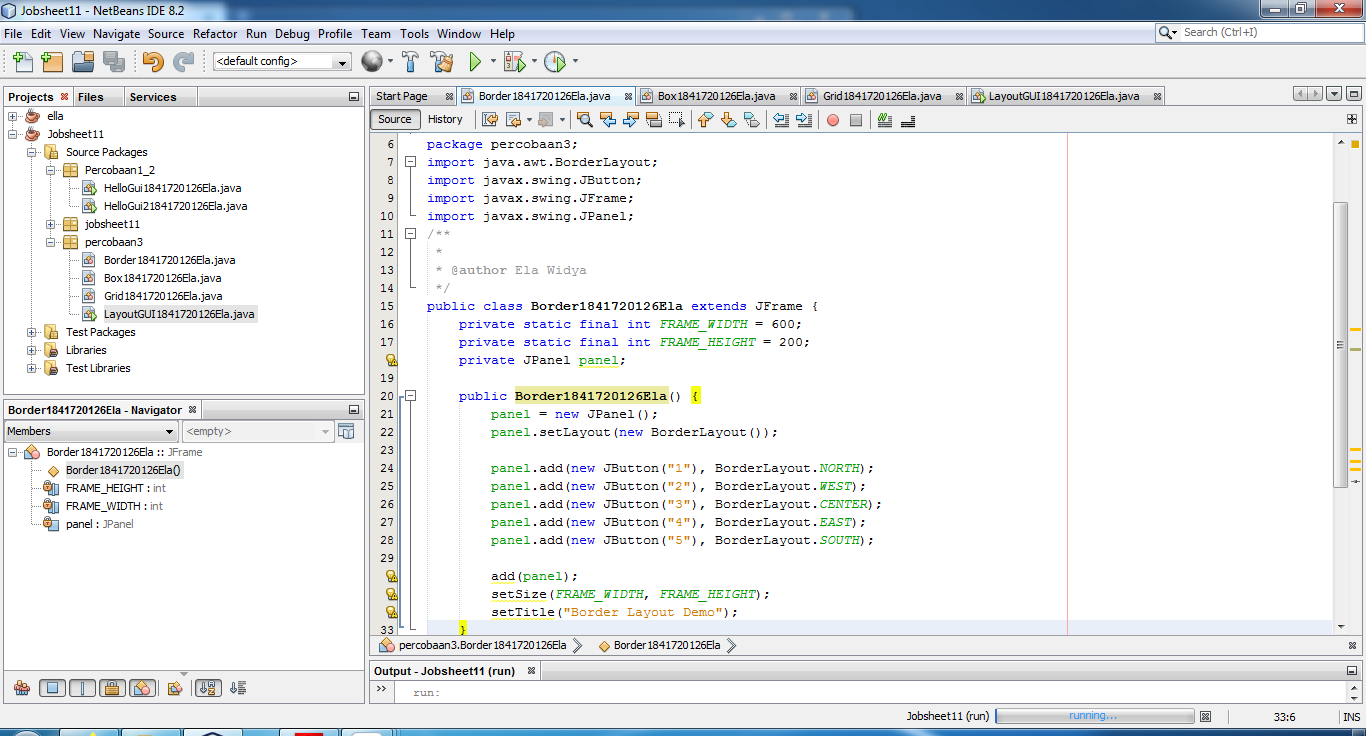 Jobsheet11 - NetBeans IDE 8.2
File Edit View Navigate Source Refactor Run Debug Profile Team Tools Window Help
Search (Ctrl+I)
<default config>
Projects Files Services
ella
Jobsheet11
Source Packages
Percobaan1_2
HelloGui1841720126Ela.java
HelloGui21841720126Ela.java
jobsheet11
percobaan3
Border1841720126Ela.java
Box1841720126Ela.java
Grid1841720126Ela.java
LayoutGUI1841720126Ela.java
Test Packages
Libraries
Test Libraries
Border1841720126Ela - Navigator
Members <empty>
Border1841720126Ela :: JFrame
Border1841720126Ela()
FRAME_HEIGHT : int
FRAME_WIDTH : int
panel : JPanel
Start Page Border1841720126Ela.java Box1841720126Ela.java Grid1841720126Ela.java LayoutGUI1841720126Ela.java
Source History
6 package percobaan3;
7 import java.awt.BorderLayout;
8 import javax.swing.JButton;
9 import javax.swing.JFrame;
10 import javax.swing.JPanel;
11 /**
12 *
13 * @author Ela Widya
14 */
15 public class Border1841720126Ela extends JFrame {
16 private static final int FRAME_WIDTH = 600;
17 private static final int FRAME_HEIGHT = 200;
private JPanel panel;
19
20 public Border1841720126Ela() {
21 panel = new JPanel();
22 panel.setLayout(new BorderLayout());
23
24 panel.add(new JButton("1"), BorderLayout.NORTH);
25 panel.add(new JButton("2"), BorderLayout.WEST);
26 panel.add(new JButton("3"), BorderLayout.CENTER);
27 panel.add(new JButton("4"), BorderLayout.EAST);
28 panel.add(new JButton("5"), BorderLayout.SOUTH);
29
add(panel);
setSize(FRAME_WIDTH, FRAME_HEIGHT);
setTitle("Border Layout Demo");
33 }
percobaan3.Border1841720126Ela Border1841720126Ela
Output - Jobsheet11 (run)
run:
Jobsheet11 (run) running... 33:6 INS